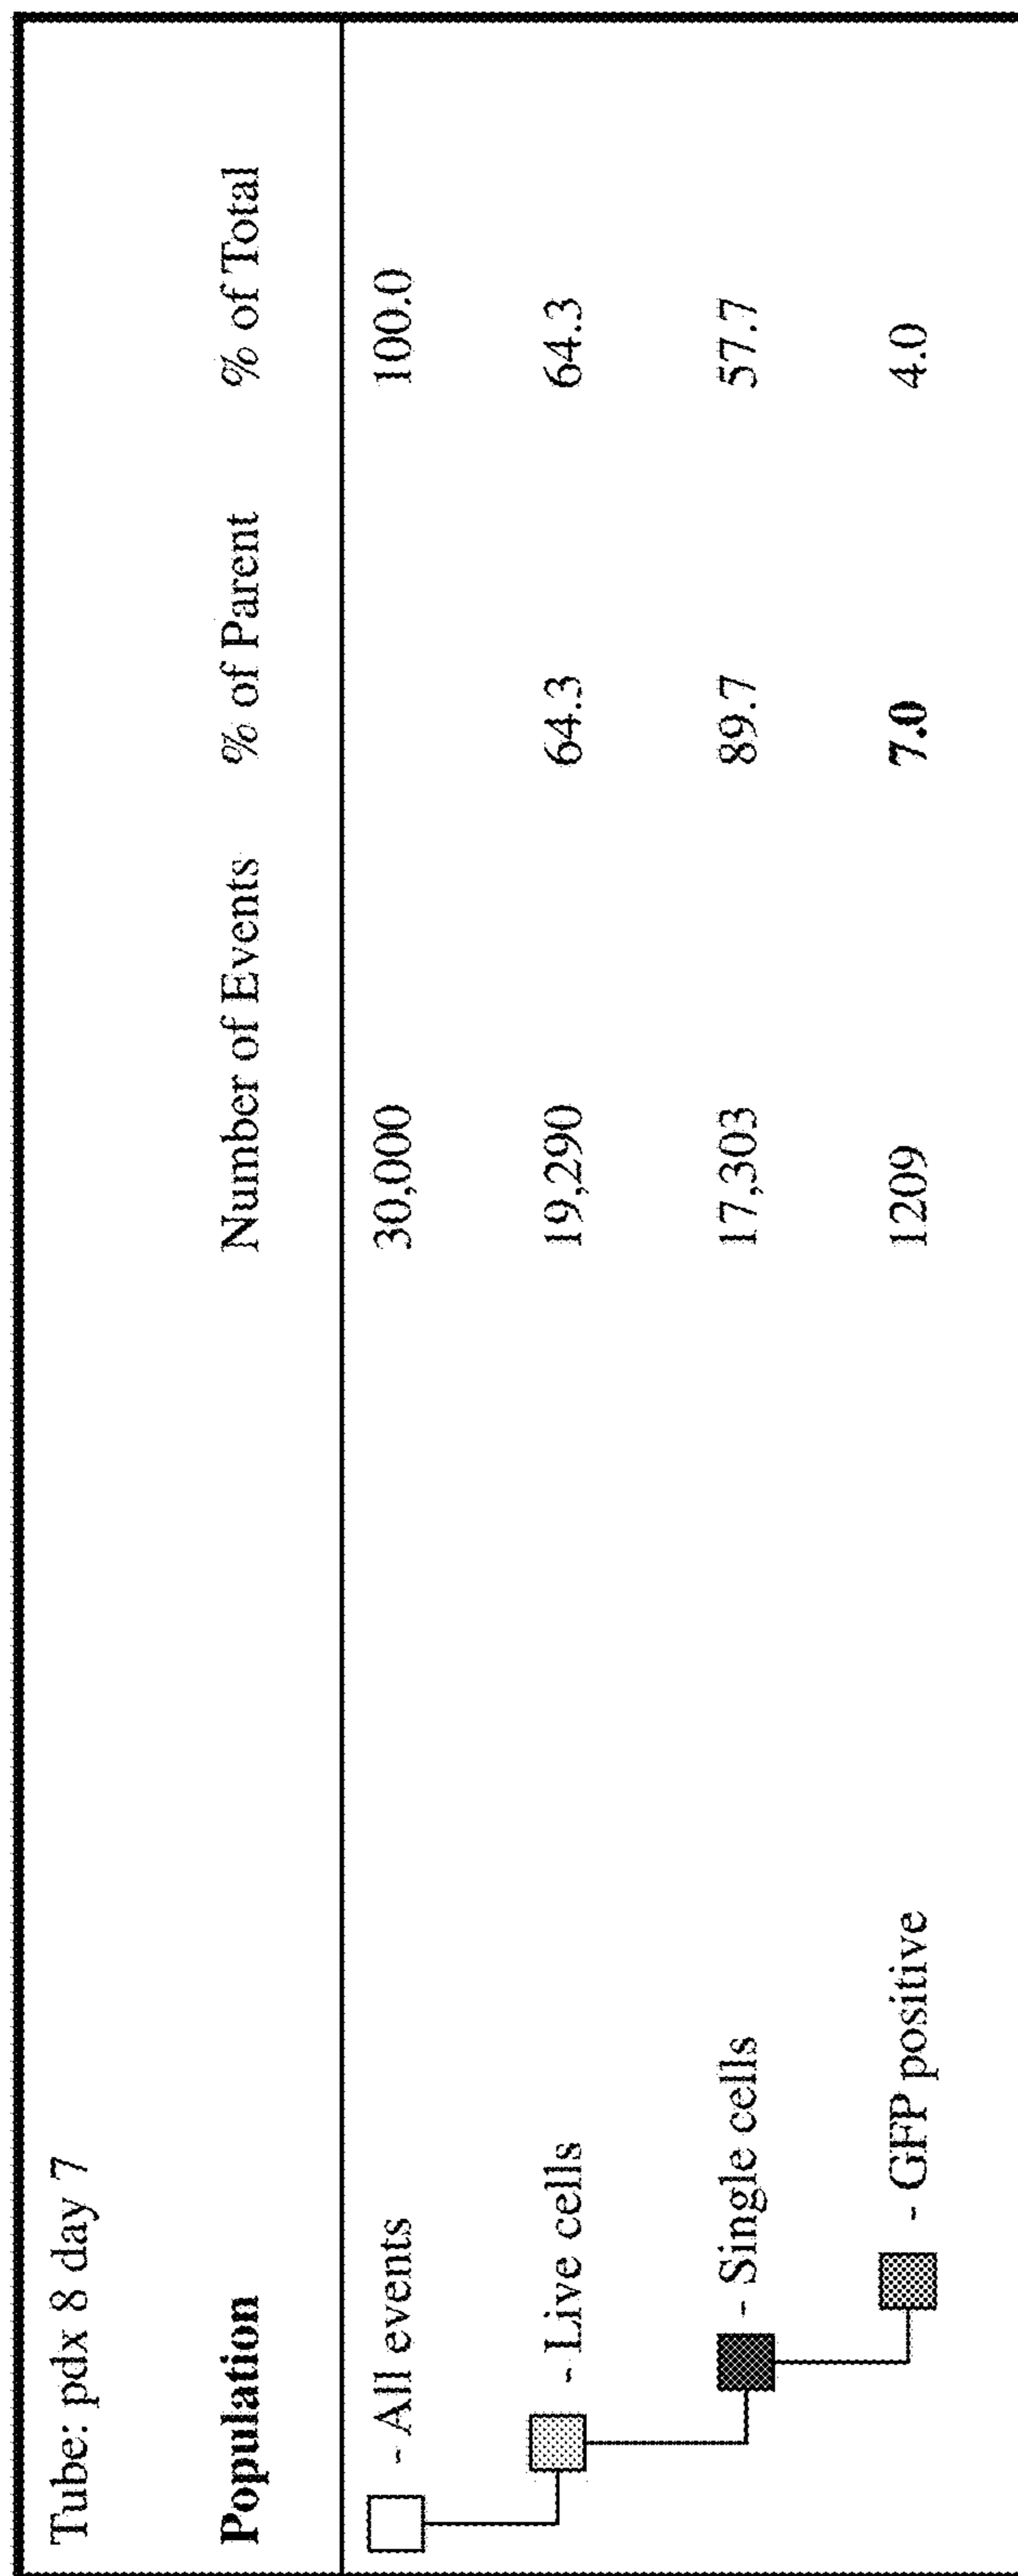 Tube: pdx 8 day 7
Population Number of Events % of Parent % of Total
- All events 30,000 100.0
- Live cells 19,290 64.3 64.3
- Single cells 17,303 89.7 57.7
- GFP positive 1209 7.0 4.0